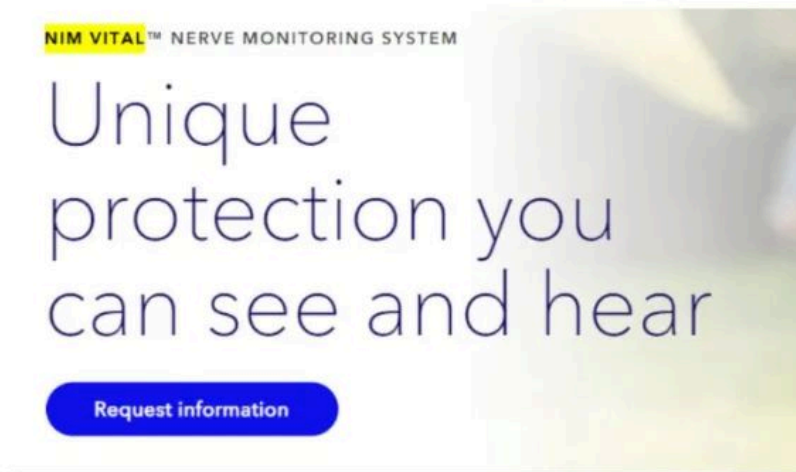 NIM VITAL™ NERVE MONITORING SYSTEM
Unique
protection you
can see and hear
Request information